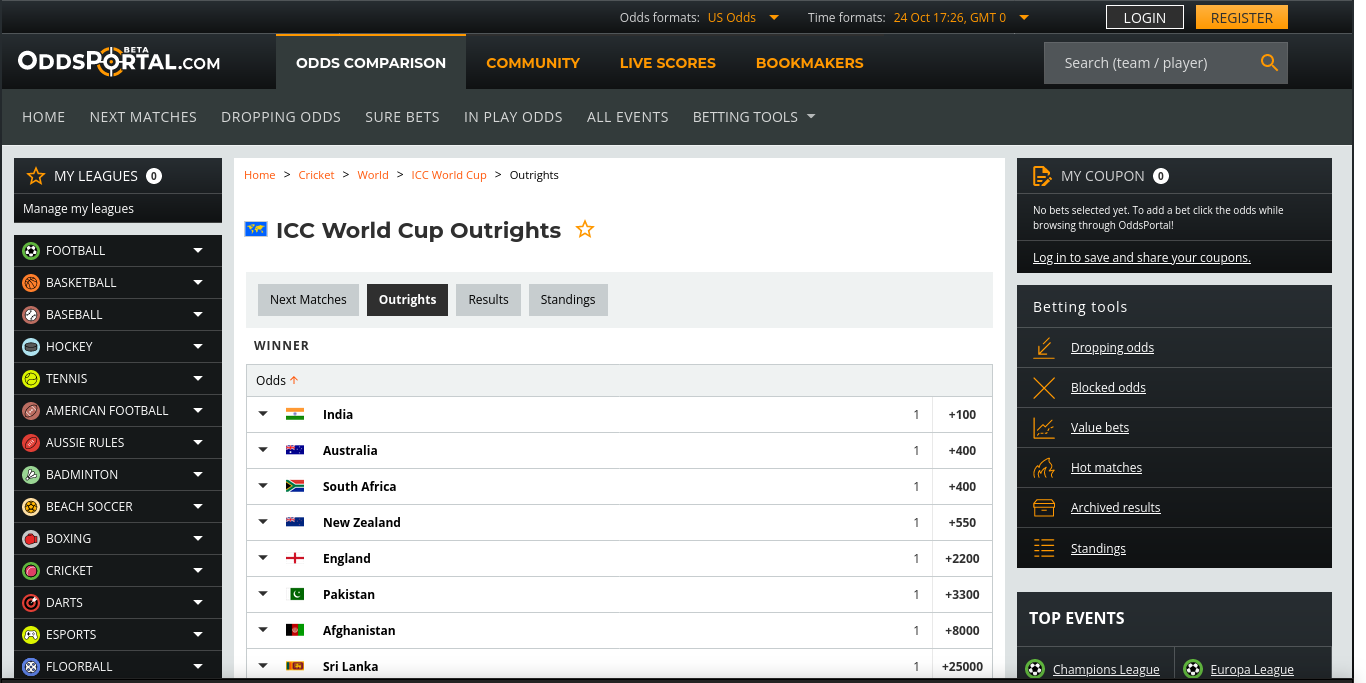 Odds formats: US Odds Time formats: 24 Oct 17:26, GMT 0 LOGIN REGISTER
ODDSPORTAL.COM BETA
ODDS COMPARISON COMMUNITY LIVE SCORES BOOKMAKERS
Search (team / player)
HOME NEXT MATCHES DROPPING ODDS SURE BETS IN PLAY ODDS ALL EVENTS BETTING TOOLS
MY LEAGUES 0
Manage my leagues
FOOTBALL
BASKETBALL
BASEBALL
HOCKEY
TENNIS
AMERICAN FOOTBALL
AUSSIE RULES
BADMINTON
BEACH SOCCER
BOXING
CRICKET
DARTS
ESPORTS
FLOORBALL
Home > Cricket > World > ICC World Cup > Outrights
ICC World Cup Outrights
Next Matches Outrights Results Standings
WINNER
Odds
India 1 +100
Australia 1 +400
South Africa 1 +400
New Zealand 1 +550
England 1 +2200
Pakistan 1 +3300
Afghanistan 1 +8000
Sri Lanka 1 +25000
MY COUPON 0
No bets selected yet. To add a bet click the odds while
browsing through OddsPortal!
Log in to save and share your coupons.
Betting tools
Dropping odds
Blocked odds
Value bets
Hot matches
Archived results
Standings
TOP EVENTS
Champions League Europa League